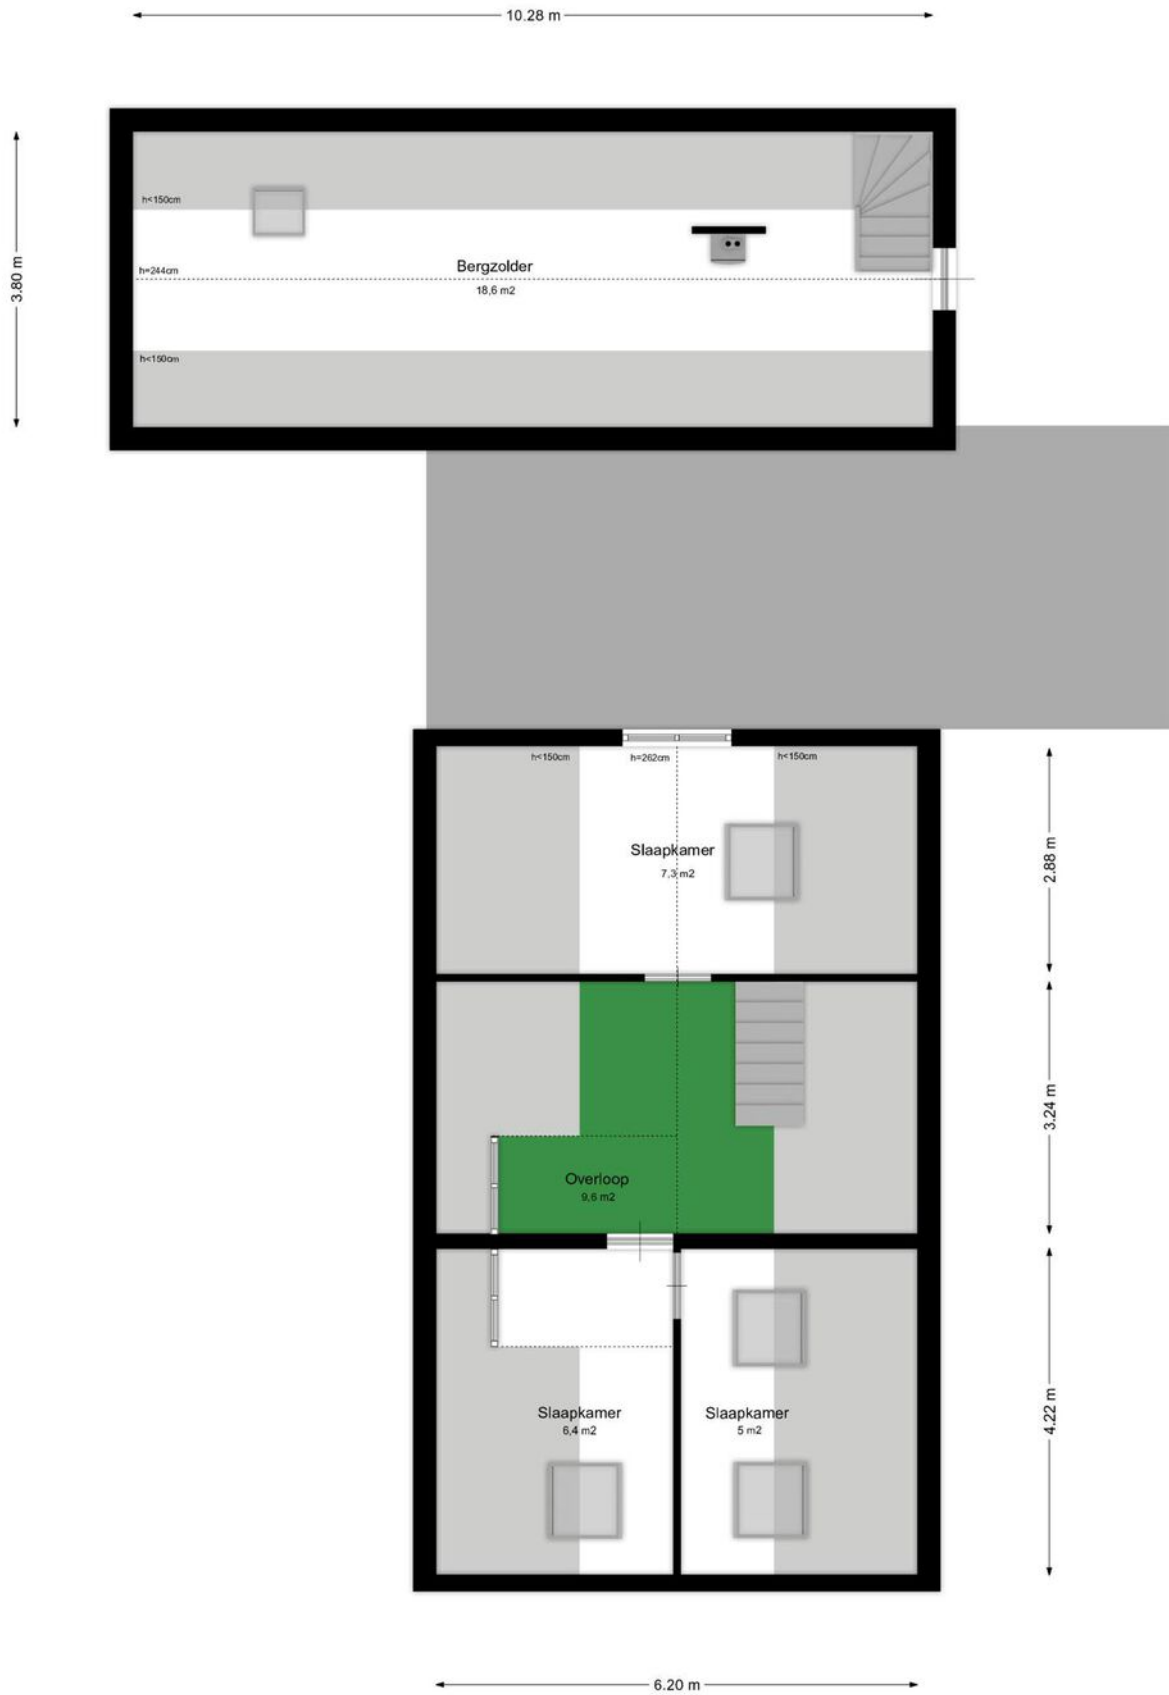 10.28 m
3.80 m
h<150cm
h=244cm
Bergzolder
18,6 m2
h<150cm
h<150cm
h=262cm
h<150cm
Slaapkamer
7,3 m2
2.88 m
3.24 m
Overloop
9,6 m2
Slaapkamer
6,4 m2
Slaapkamer
5 m2
4.22 m
6.20 m